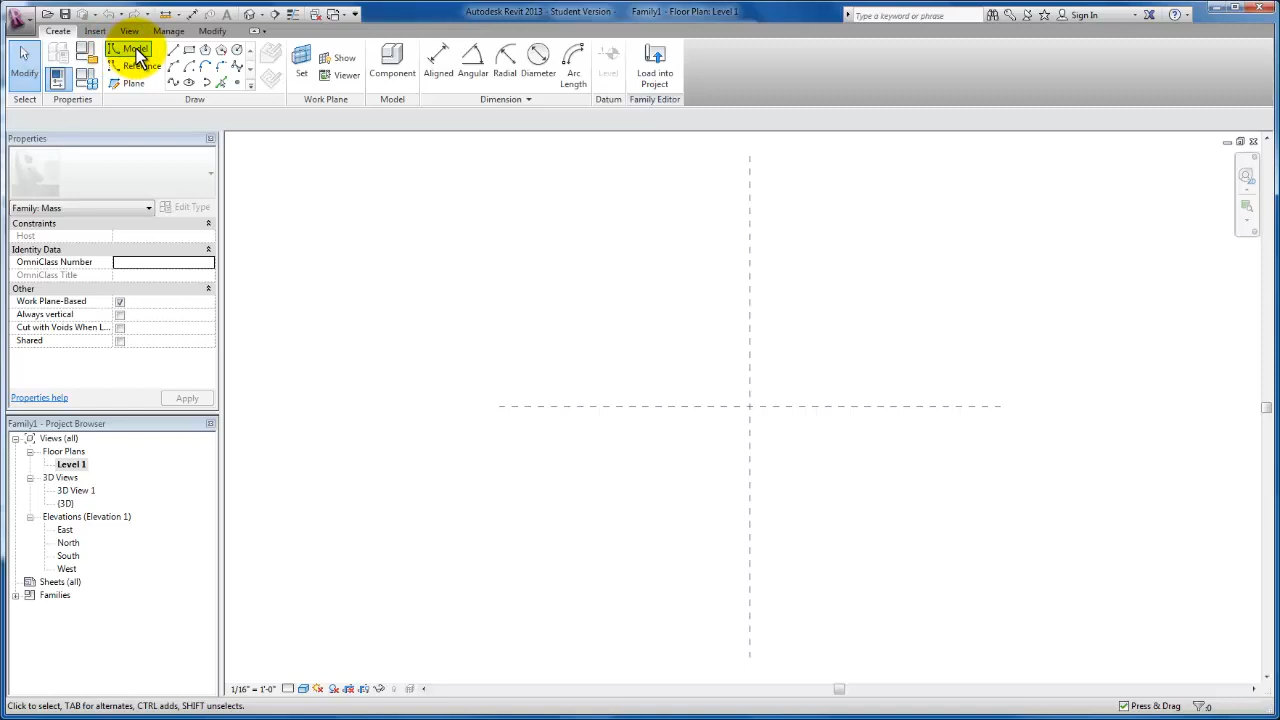 Autodesk Revit 2013 - Student Version -    Family1 - Floor Plan: Level 1
Type a keyword or phrase
Sign In
Create Insert View Manage Modify
Modify
Model
Reference
Plane
Set
Show
Viewer
Component
Aligned
Angular
Radial
Diameter
Arc
Length
Level
Load into
Project
Select Properties Draw Work Plane Model Dimension Datum Family Editor
Properties
Family: Mass
Edit Type
Constraints
Host
Identity Data
OmniClass Number
OmniClass Title
Other
Work Plane-Based
Always vertical
Cut with Voids When L...
Shared
Properties help
Apply
Family1 - Project Browser
Views (all)
Floor Plans
Level 1
3D Views
3D View 1
{3D}
Elevations (Elevation 1)
East
North
South
West
Sheets (all)
Families
1/16" = 1'-0"
2D
Click to select, TAB for alternates, CTRL adds, SHIFT unselects.
Press & Drag
:0